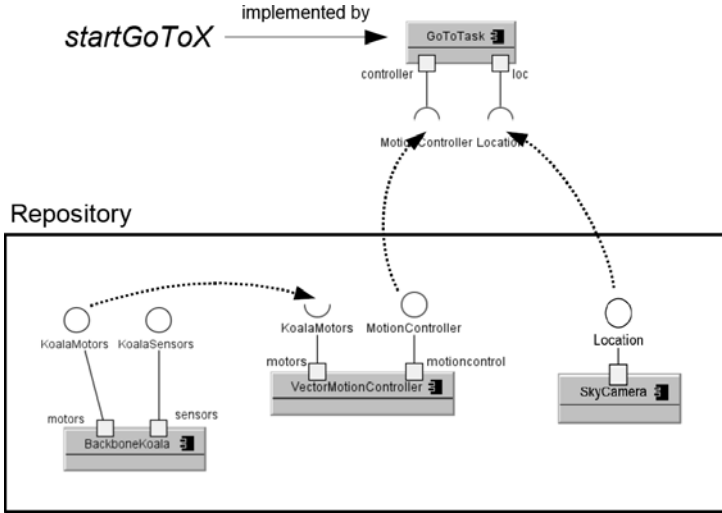 implemented by
startGoToX
GoToTask
controller
loc
MotionController Location
Repository
KoalaMotors KoalaSensors
KoalaMotors MotionController
Location
motors
motioncontrol
VectorMotionController
SkyCamera
motors
sensors
BackboneKoala